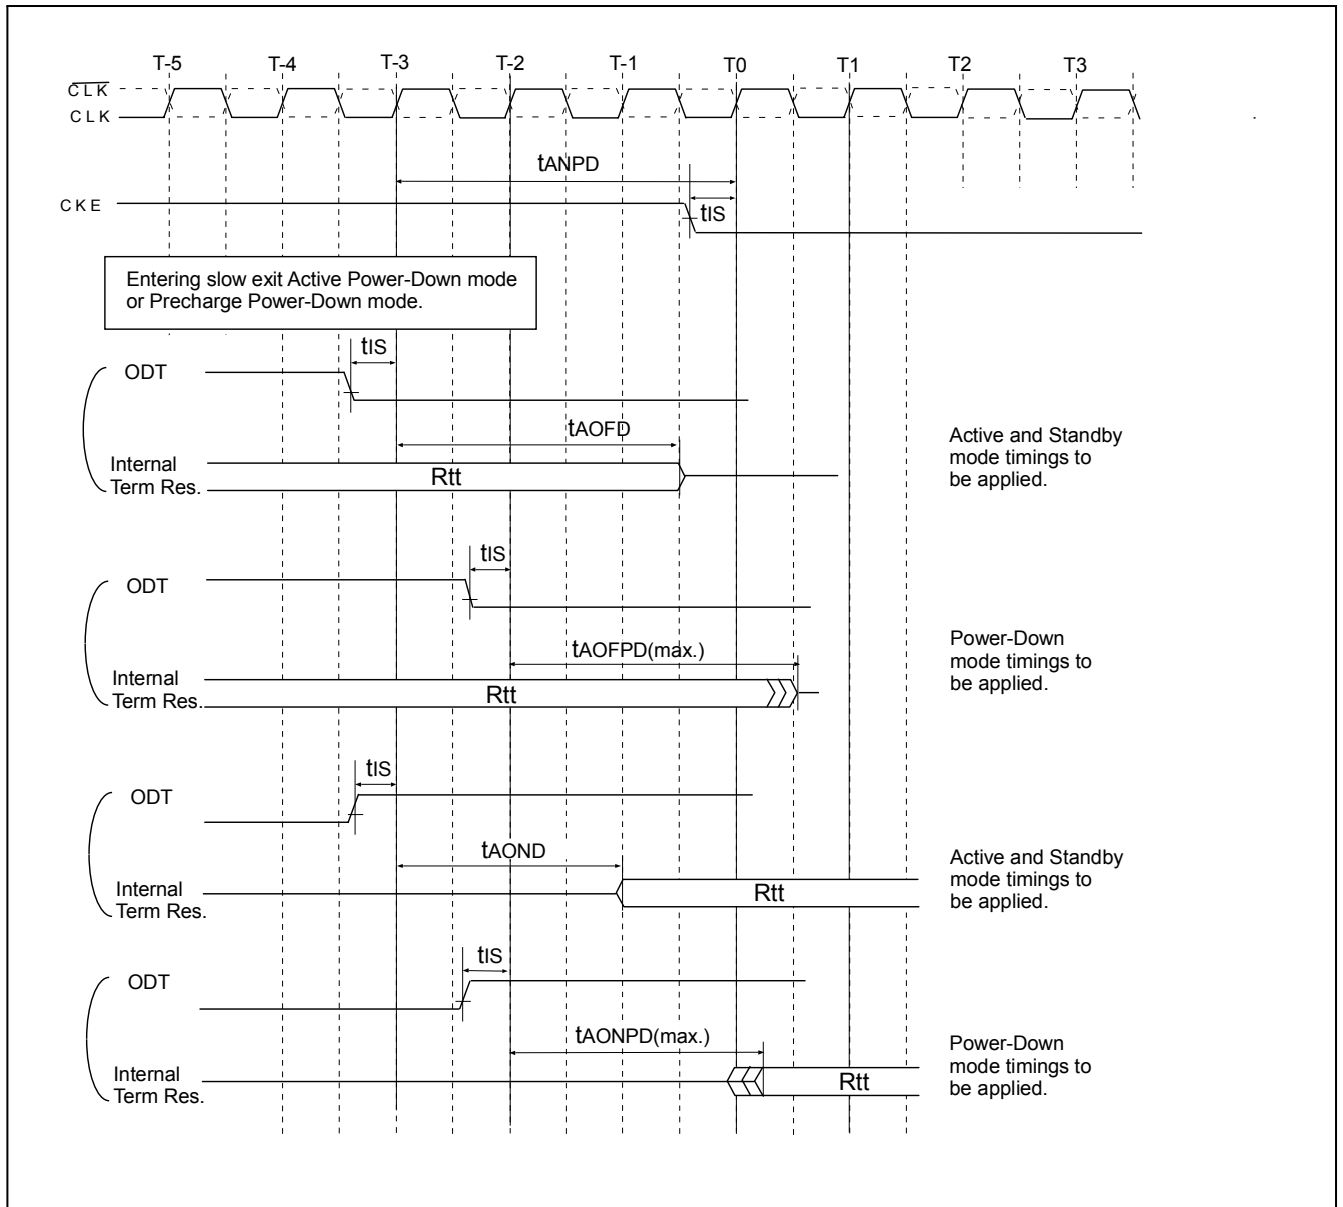 T-5 T-4 T-3 T-2 T-1 T0 T1 T2 T3
CLK
CLK
tANPD
CKE
tIS
Entering slow exit Active Power-Down mode
or Precharge Power-Down mode.
tIS
ODT
tAOFD
Active and Standby
mode timings to
be applied.
Internal
Term Res.
Rtt
tIS
ODT
tAOFPD(max.)
Power-Down
mode timings to
be applied.
Internal
Term Res.
Rtt
tIS
ODT
tAOND
Active and Standby
mode timings to
be applied.
Internal
Term Res.
Rtt
tIS
ODT
tAONPD(max.)
Power-Down
mode timings to
be applied.
Internal
Term Res.
Rtt